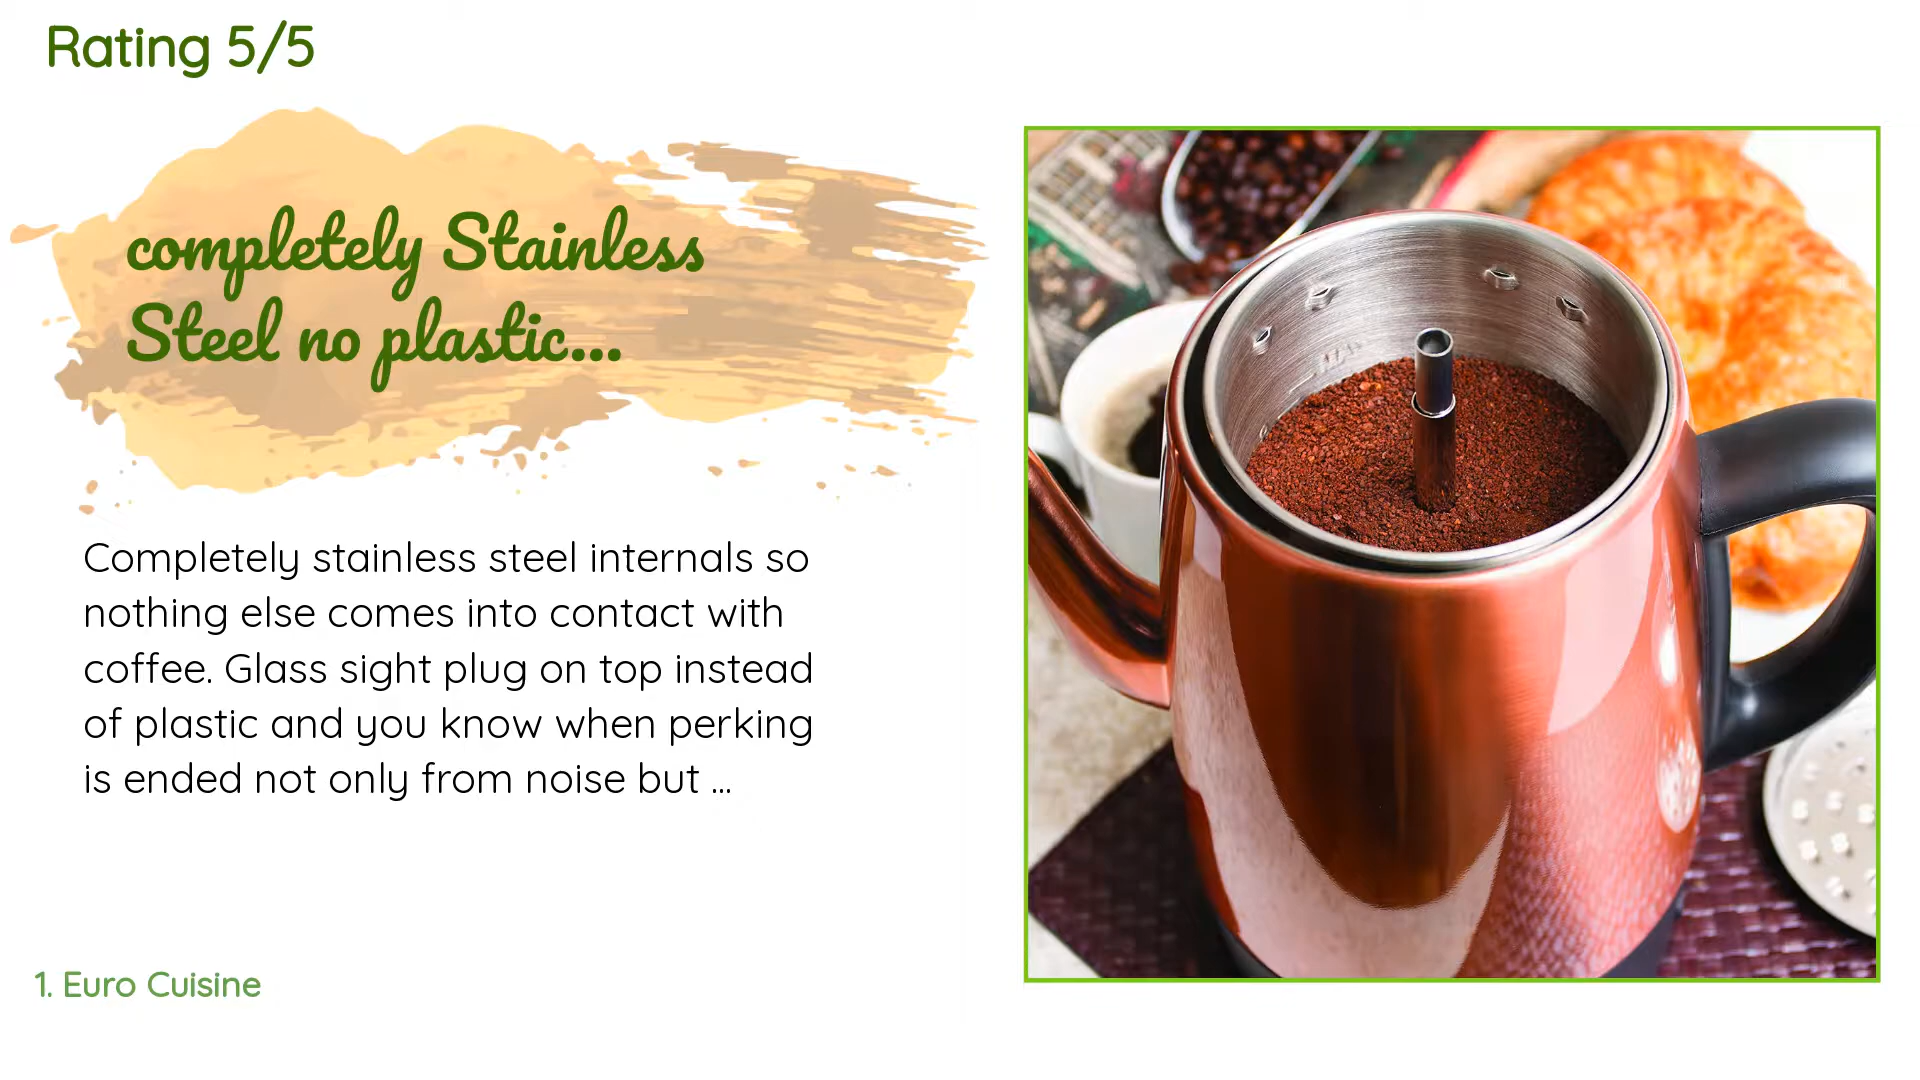 Rating 5/5
completely Stainless
Steel no plastic...
Completely stainless steel internals so
nothing else comes into contact with
coffee. Glass sight plug on top instead
of plastic and you know when perking
is ended not only from noise but ...
1. Euro Cuisine